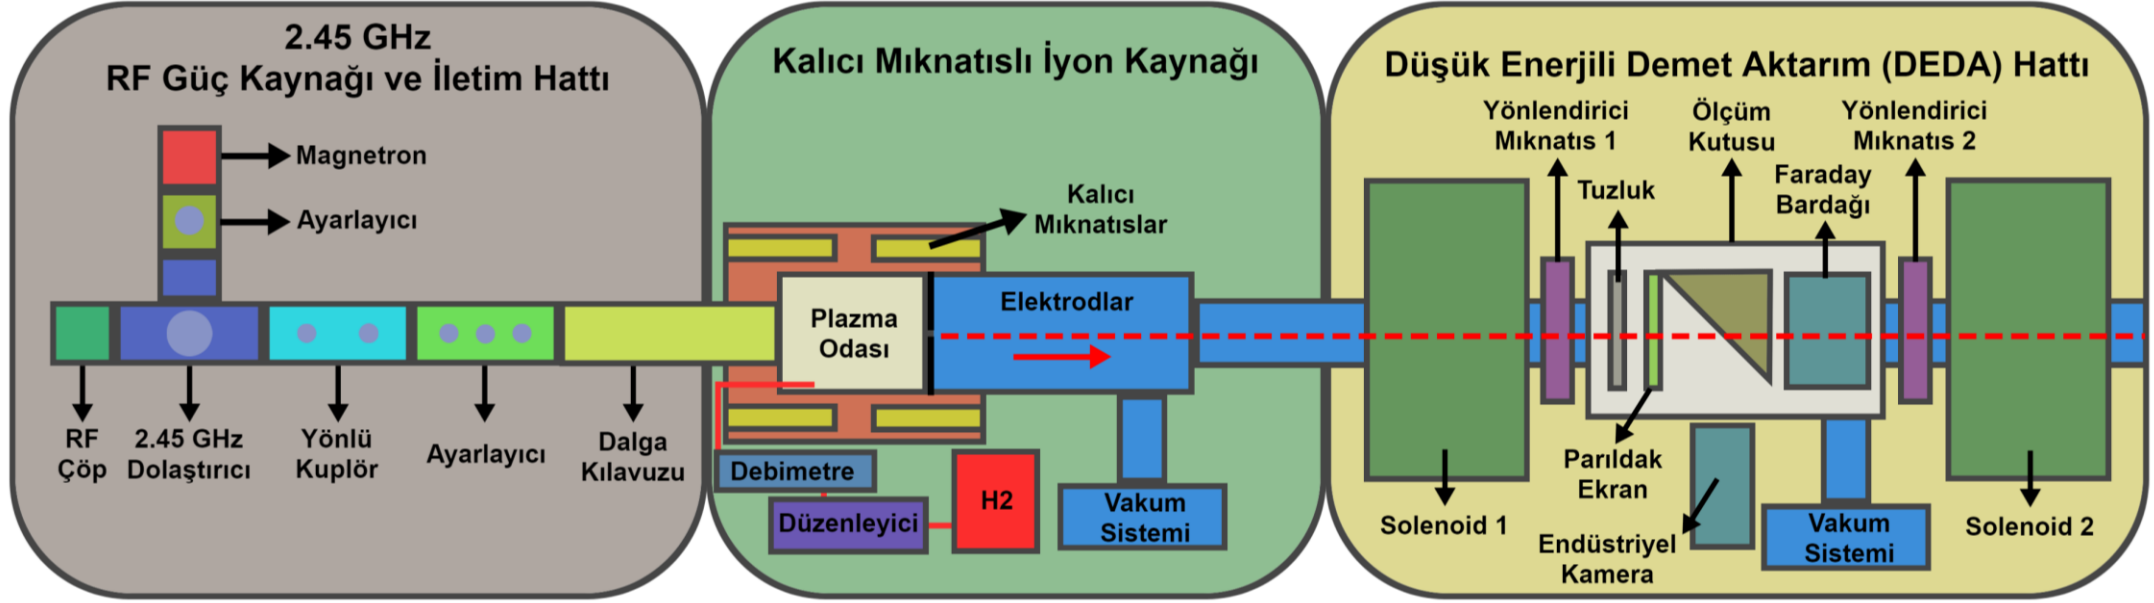 2.45 GHz
RF Güç Kaynağı ve İletim Hattı
Magnetron
Ayarlayıcı
RF
Çöp
2.45 GHz
Dolaştırıcı
Yönlü
Kuplör
Ayarlayıcı
Dalga
Kılavuzu
Kalıcı Mıknatıslı İyon Kaynağı
Kalıcı
Mıknatıslar
Plazma
Odası
Elektrodlar
Debimetre
Düzenleyici
H2
Vakum
Sistemi
Düşük Enerjili Demet Aktarım (DEDA) Hattı
Yönlendirici
Mıknatıs 1
Ölçüm
Kutusu
Yönlendirici
Mıknatıs 2
Tuzluk
Faraday
Bardağı
Solenoid 1
Parıldak
Ekran
Endüstriyel
Kamera
Vakum
Sistemi
Solenoid 2